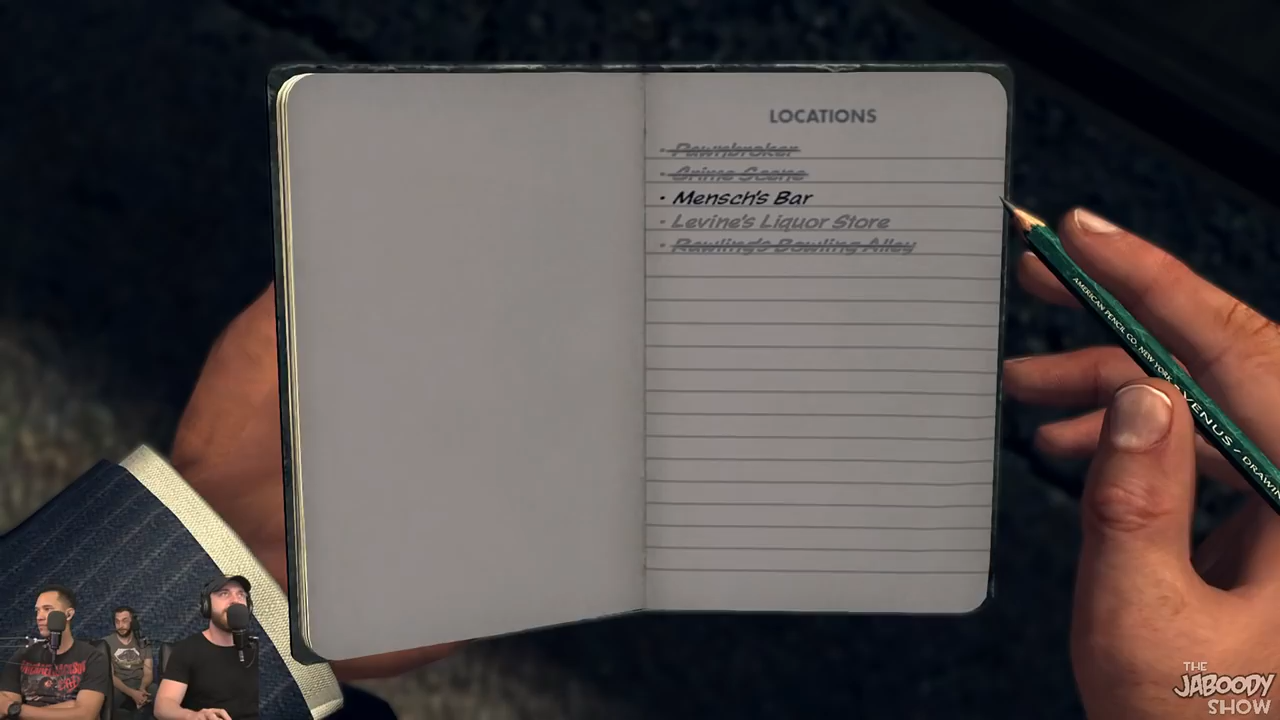 LOCATIONS
· Pawnbroker
· Crime Scene
· Mensch's Bar
· Levine's Liquor Store
· Rawling's Bowling Alley
AMERICAN PENCIL CO. NEW YORK VENUS / DRAWIN
THE
JABOODY
SHOW